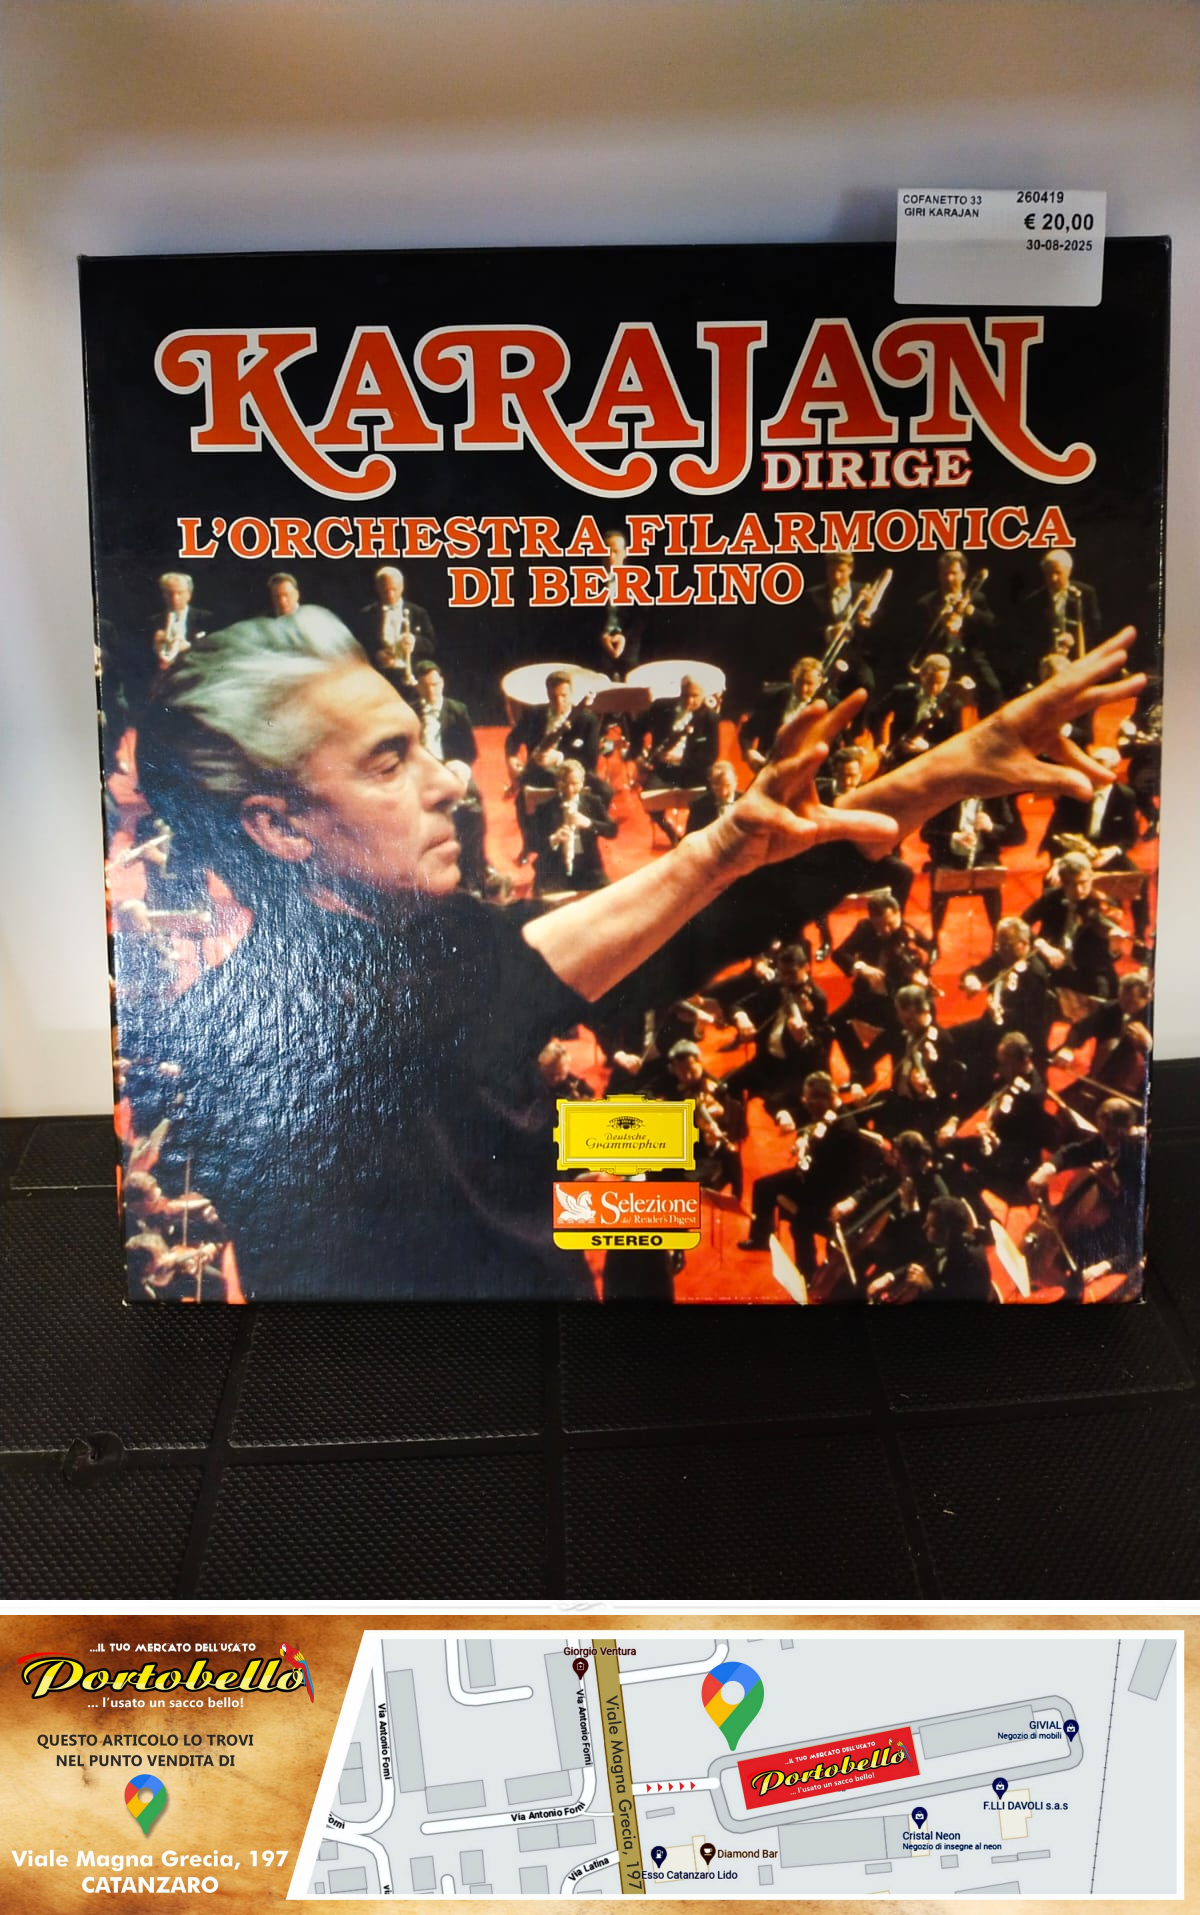 COFANETTO 33
GIRI KARAJAN
260419
€ 20,00
30-08-2025
KARAJAN
DIRIGE
L'ORCHESTRA FILARMONICA
DI BERLINO
Deutsche
Grammophon
Selezione
dal Reader's Digest
STEREO
...IL TUO MERCATO DELL'USATO
Portobello
... l'usato un sacco bello!
QUESTO ARTICOLO LO TROVI
NEL PUNTO VENDITA DI
Viale Magna Grecia, 197
CATANZARO
Giorgio Ventura
Via Antonio Forni
Via Antonio Forni
Viale Magna Grecia, 197
...IL TUO MERCATO DELL'USATO
Portobello
... l'usato un sacco bello!
GIVIAL
Negozio di mobili
F.LLI DAVOLI s.a.s
Via Antonio Forni
Cristal Neon
Negozio di insegne al neon
Diamond Bar
Esso Catanzaro Lido
Via Latina